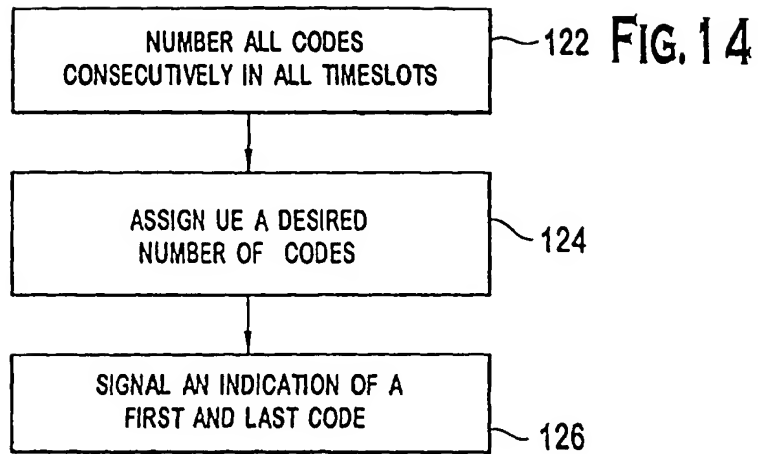 NUMBER ALL CODES
CONSECUTIVELY IN ALL TIMESLOTS
122
FIG. 14
ASSIGN UE A DESIRED
NUMBER OF CODES
124
SIGNAL AN INDICATION OF A
FIRST AND LAST CODE
126